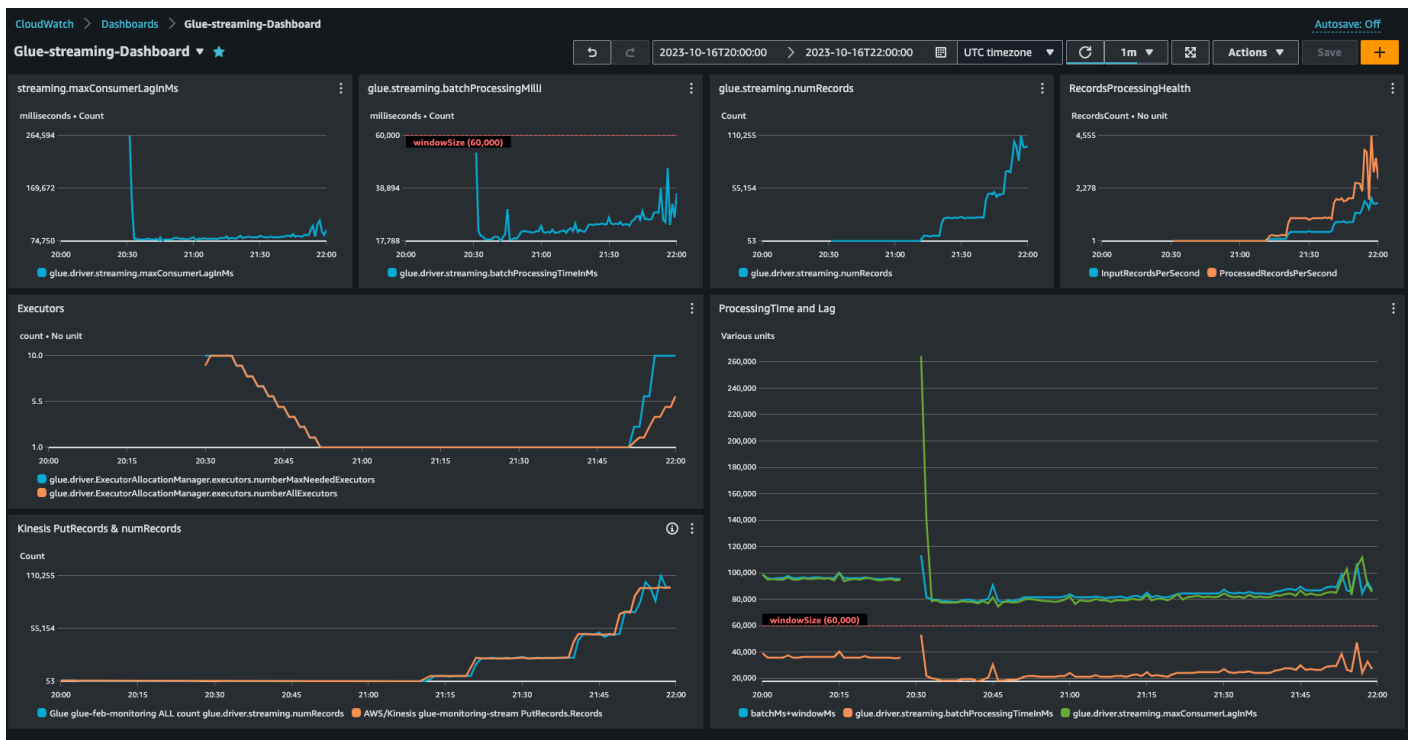 CloudWatch > Dashboards > Glue-streaming-Dashboard
Autosave: Off
Glue-streaming-Dashboard
2023-10-16T20:00:00 > 2023-10-16T22:00:00
UTC timezone
1m
Actions
Save
+
streaming.maxConsumerLagInMs
milliseconds • Count
264,594
169,672
74,750
20:00 20:30 21:00 21:30 22:00
glue.driver.streaming.maxConsumerLagInMs
glue.streaming.batchProcessingMilli
milliseconds • Count
60,000
windowSize (60,000)
38,894
17,788
20:00 20:30 21:00 21:30 22:00
glue.driver.streaming.batchProcessingTimeInMs
glue.streaming.numRecords
Count
110,255
55,154
53
20:00 20:30 21:00 21:30 22:00
glue.driver.streaming.numRecords
RecordsProcessingHealth
RecordsCount • No unit
4,555
2,278
1
20:00 20:30 21:00 21:30 22:00
InputRecordsPerSecond ProcessedRecordsPerSecond
Executors
count • No unit
10.0
5.5
1.0
20:00 20:15 20:30 20:45 21:00 21:15 21:30 21:45 22:00
glue.driver.ExecutorAllocationManager.executors.numberMaxNeededExecutors
glue.driver.ExecutorAllocationManager.executors.numberAllExecutors
Kinesis PutRecords & numRecords
Count
110,255
55,154
53
20:00 20:15 20:30 20:45 21:00 21:15 21:30 21:45 22:00
Glue glue-feb-monitoring ALL count glue.driver.streaming.numRecords AWS/Kinesis glue-monitoring-stream PutRecords.Records
ProcessingTime and Lag
Various units
260,000
240,000
220,000
200,000
180,000
160,000
140,000
120,000
100,000
80,000
60,000
windowSize (60,000)
40,000
20,000
20:00 20:15 20:30 20:45 21:00 21:15 21:30 21:45 22:00
batchMs+windowMs glue.driver.streaming.batchProcessingTimeInMs glue.driver.streaming.maxConsumerLagInMs